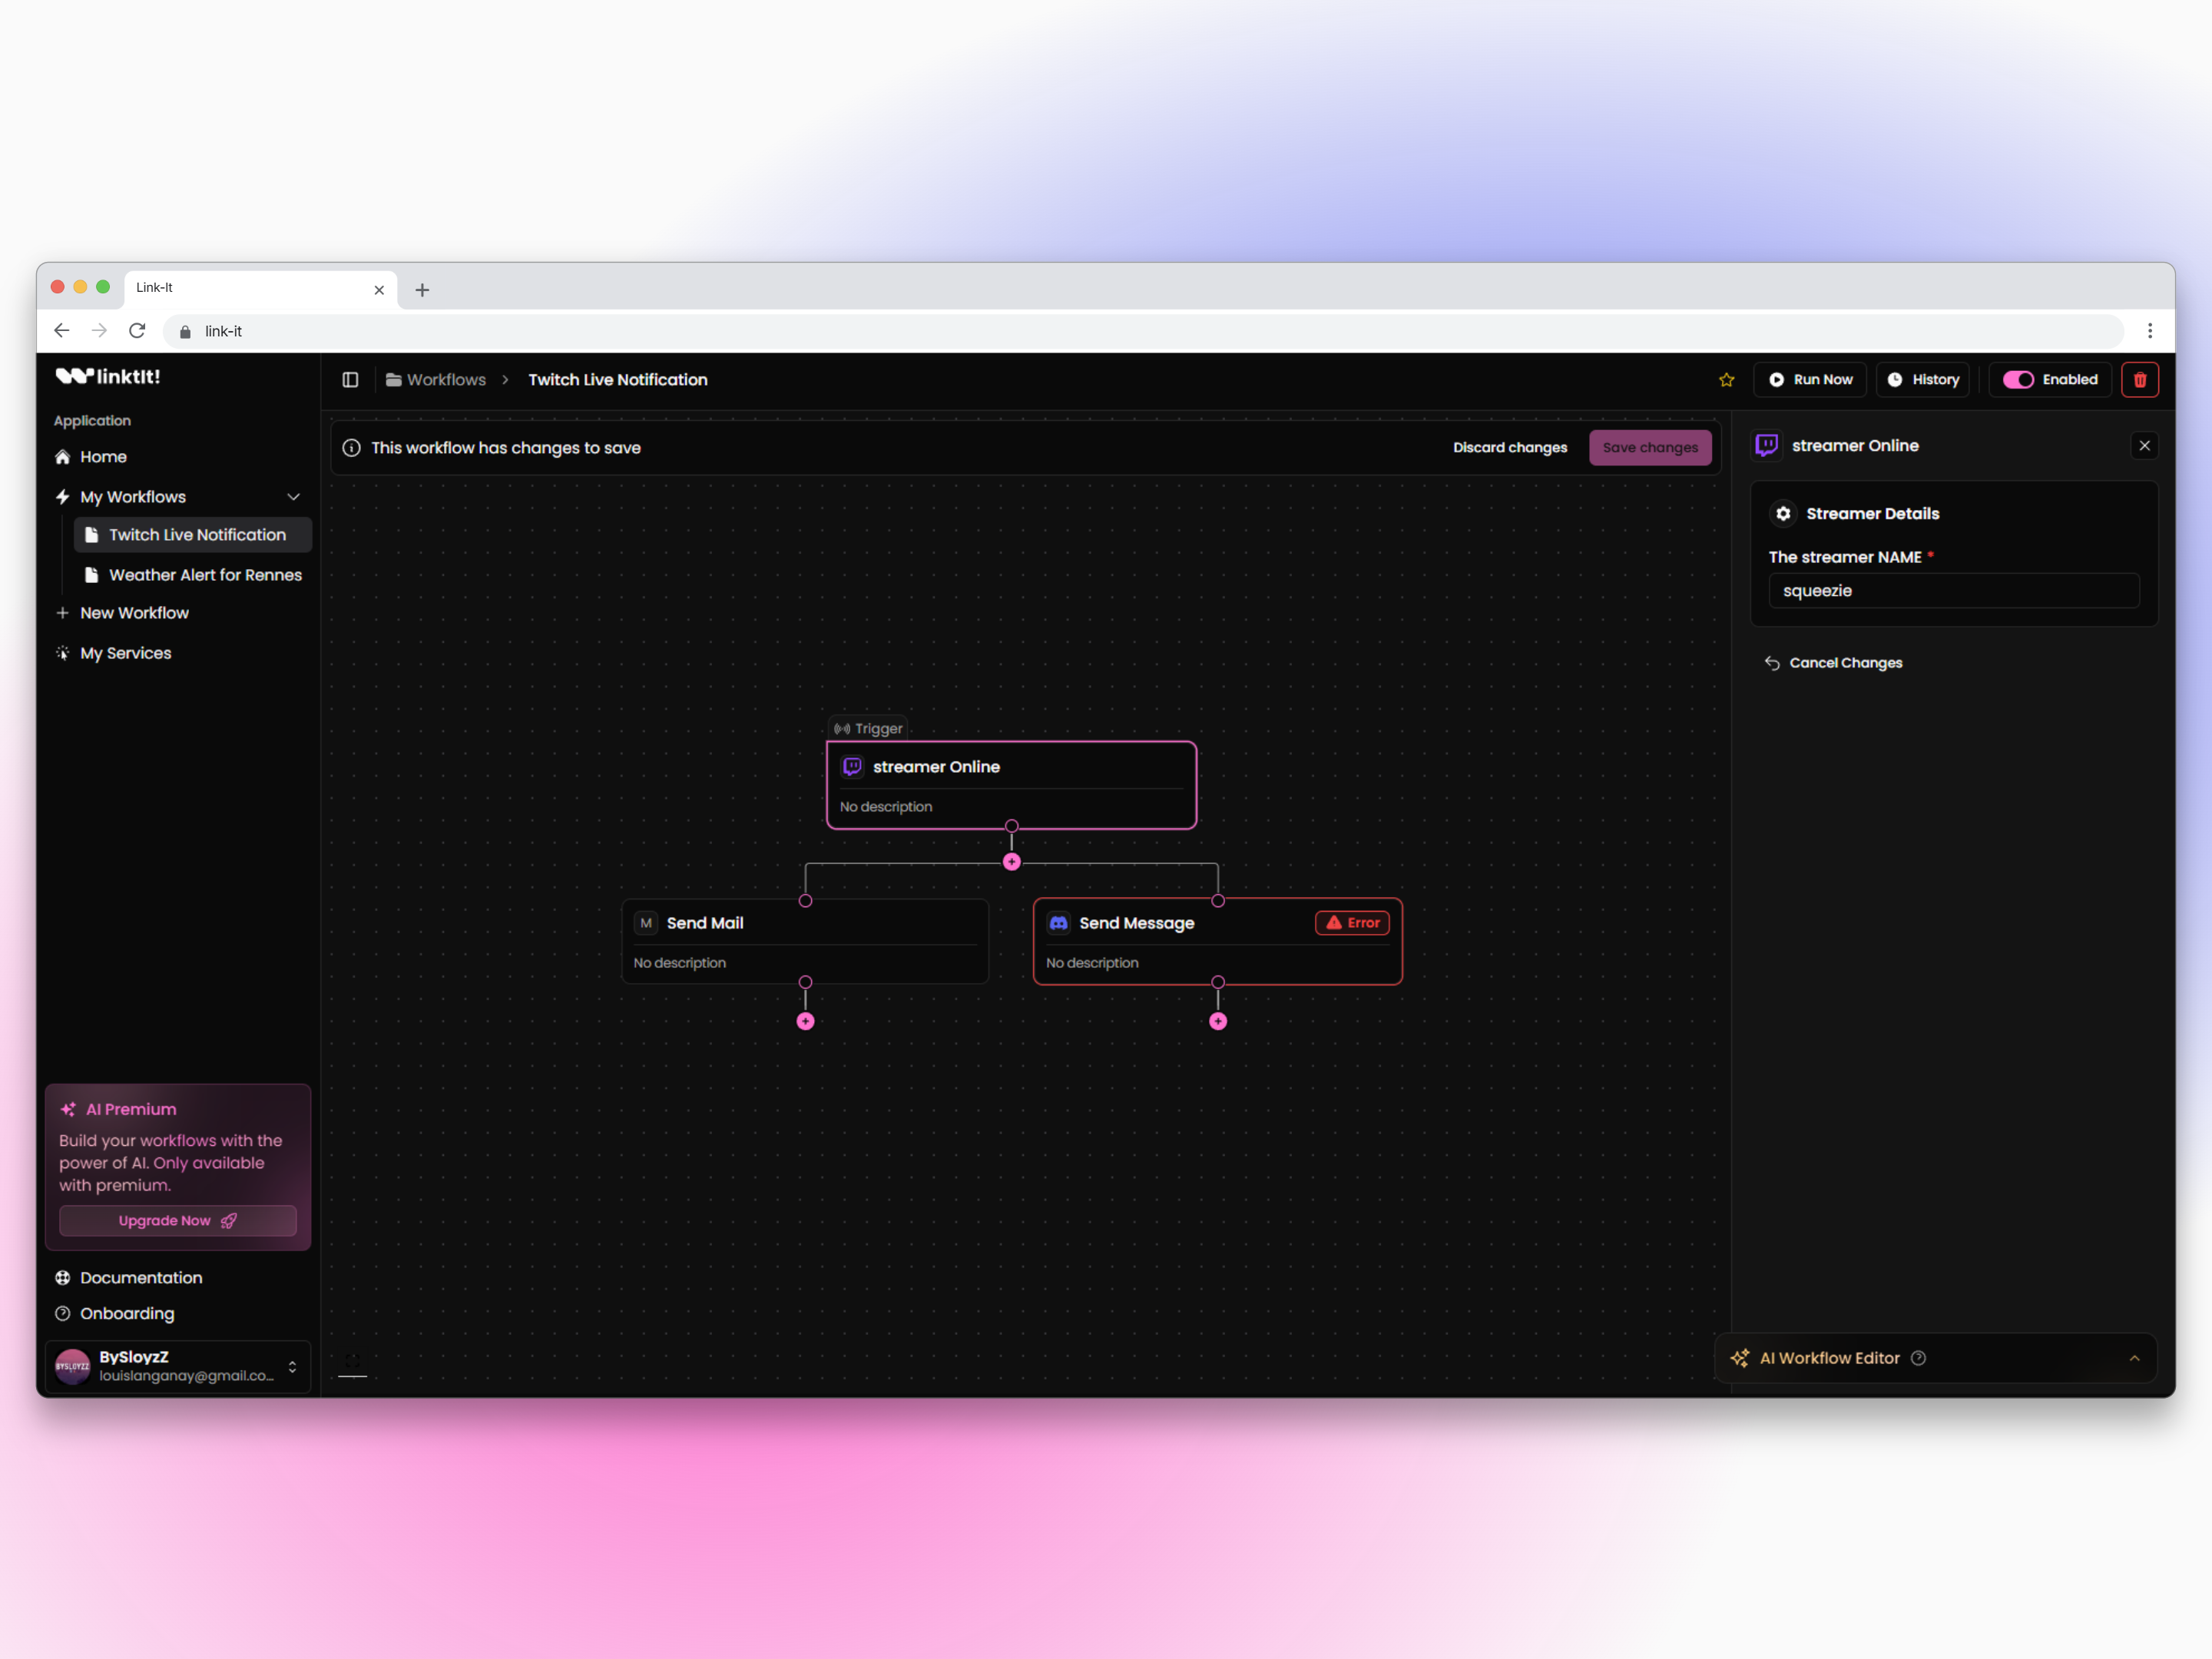 Link-It
link-it
linktIt!
Application
Home
My Workflows
Twitch Live Notification
Weather Alert for Rennes
New Workflow
My Services
AI Premium
Build your workflows with the
power of AI. Only available
with premium.
Upgrade Now
Documentation
Onboarding
BYSLOYZZ
BySloyzZ
louislanganay@gmail.co...
Workflows > Twitch Live Notification
Run Now
History
Enabled
This workflow has changes to save
Discard changes
Save changes
Trigger
streamer Online
No description
M Send Mail
No description
Send Message
Error
No description
streamer Online
Streamer Details
The streamer NAME *
squeezie
Cancel Changes
AI Workflow Editor